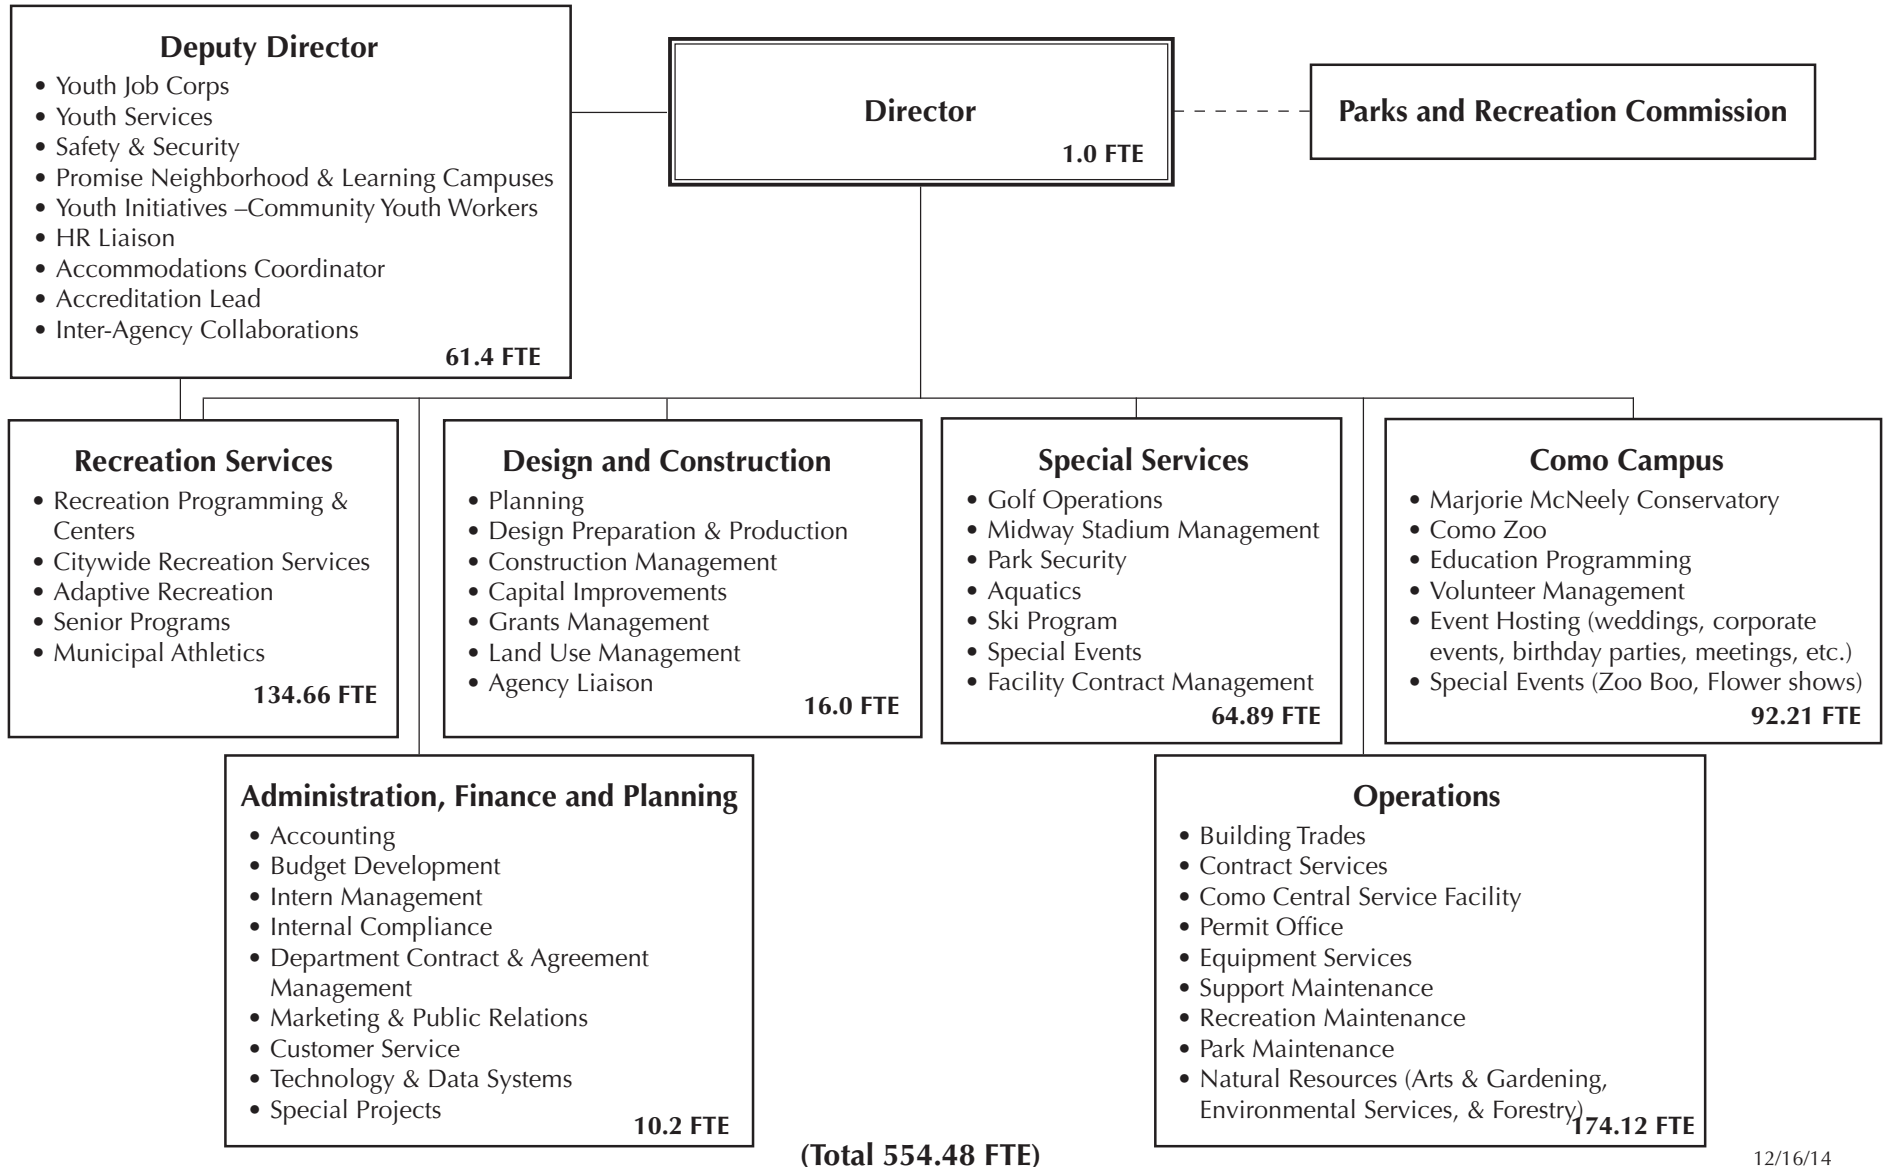 Deputy Director
• Youth Job Corps
• Youth Services
• Safety & Security
• Promise Neighborhood & Learning Campuses
• Youth Initiatives –Community Youth Workers
• HR Liaison
• Accommodations Coordinator
• Accreditation Lead
• Inter-Agency Collaborations
61.4 FTE
Director
1.0 FTE
Parks and Recreation Commission
Recreation Services
• Recreation Programming &
Centers
• Citywide Recreation Services
• Adaptive Recreation
• Senior Programs
• Municipal Athletics
134.66 FTE
Design and Construction
• Planning
• Design Preparation & Production
• Construction Management
• Capital Improvements
• Grants Management
• Land Use Management
• Agency Liaison
16.0 FTE
Special Services
• Golf Operations
• Midway Stadium Management
• Park Security
• Aquatics
• Ski Program
• Special Events
• Facility Contract Management
64.89 FTE
Como Campus
• Marjorie McNeely Conservatory
• Como Zoo
• Education Programming
• Volunteer Management
• Event Hosting (weddings, corporate
events, birthday parties, meetings, etc.)
• Special Events (Zoo Boo, Flower shows)
92.21 FTE
Administration, Finance and Planning
• Accounting
• Budget Development
• Intern Management
• Internal Compliance
• Department Contract & Agreement
Management
• Marketing & Public Relations
• Customer Service
• Technology & Data Systems
• Special Projects
10.2 FTE
Operations
• Building Trades
• Contract Services
• Como Central Service Facility
• Permit Office
• Equipment Services
• Support Maintenance
• Recreation Maintenance
• Park Maintenance
• Natural Resources (Arts & Gardening,
Environmental Services, & Forestry)
174.12 FTE
(Total 554.48 FTE)
12/16/14